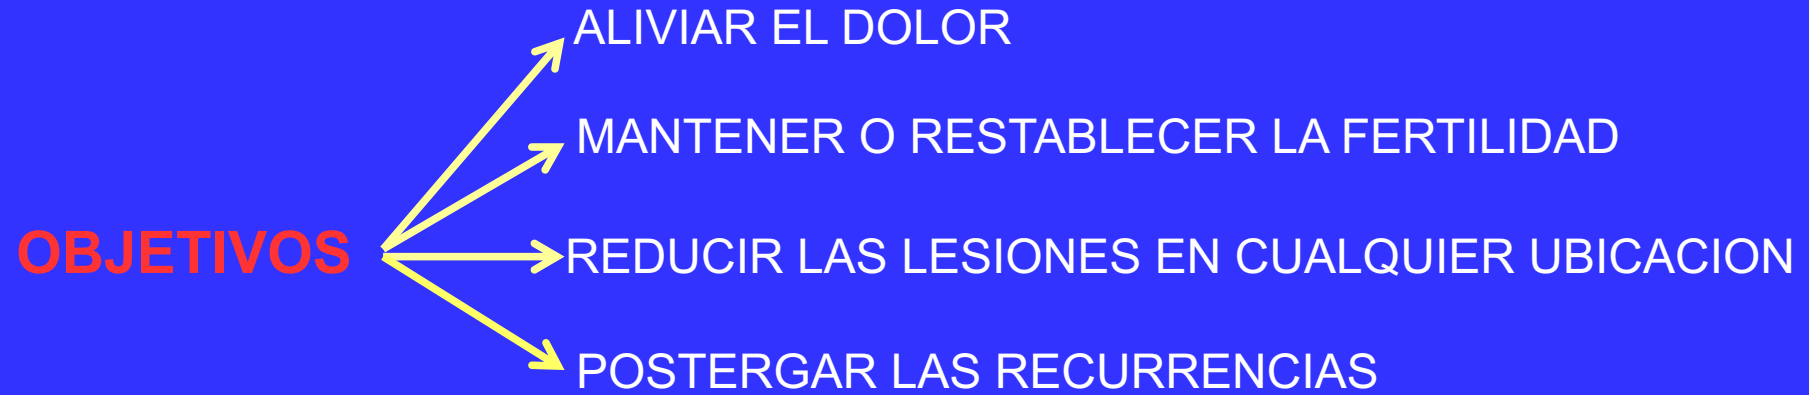 ALIVIAR EL DOLOR
MANTENER O RESTABLECER LA FERTILIDAD
OBJETIVOS
REDUCIR LAS LESIONES EN CUALQUIER UBICACION
POSTERGAR LAS RECURRENCIAS